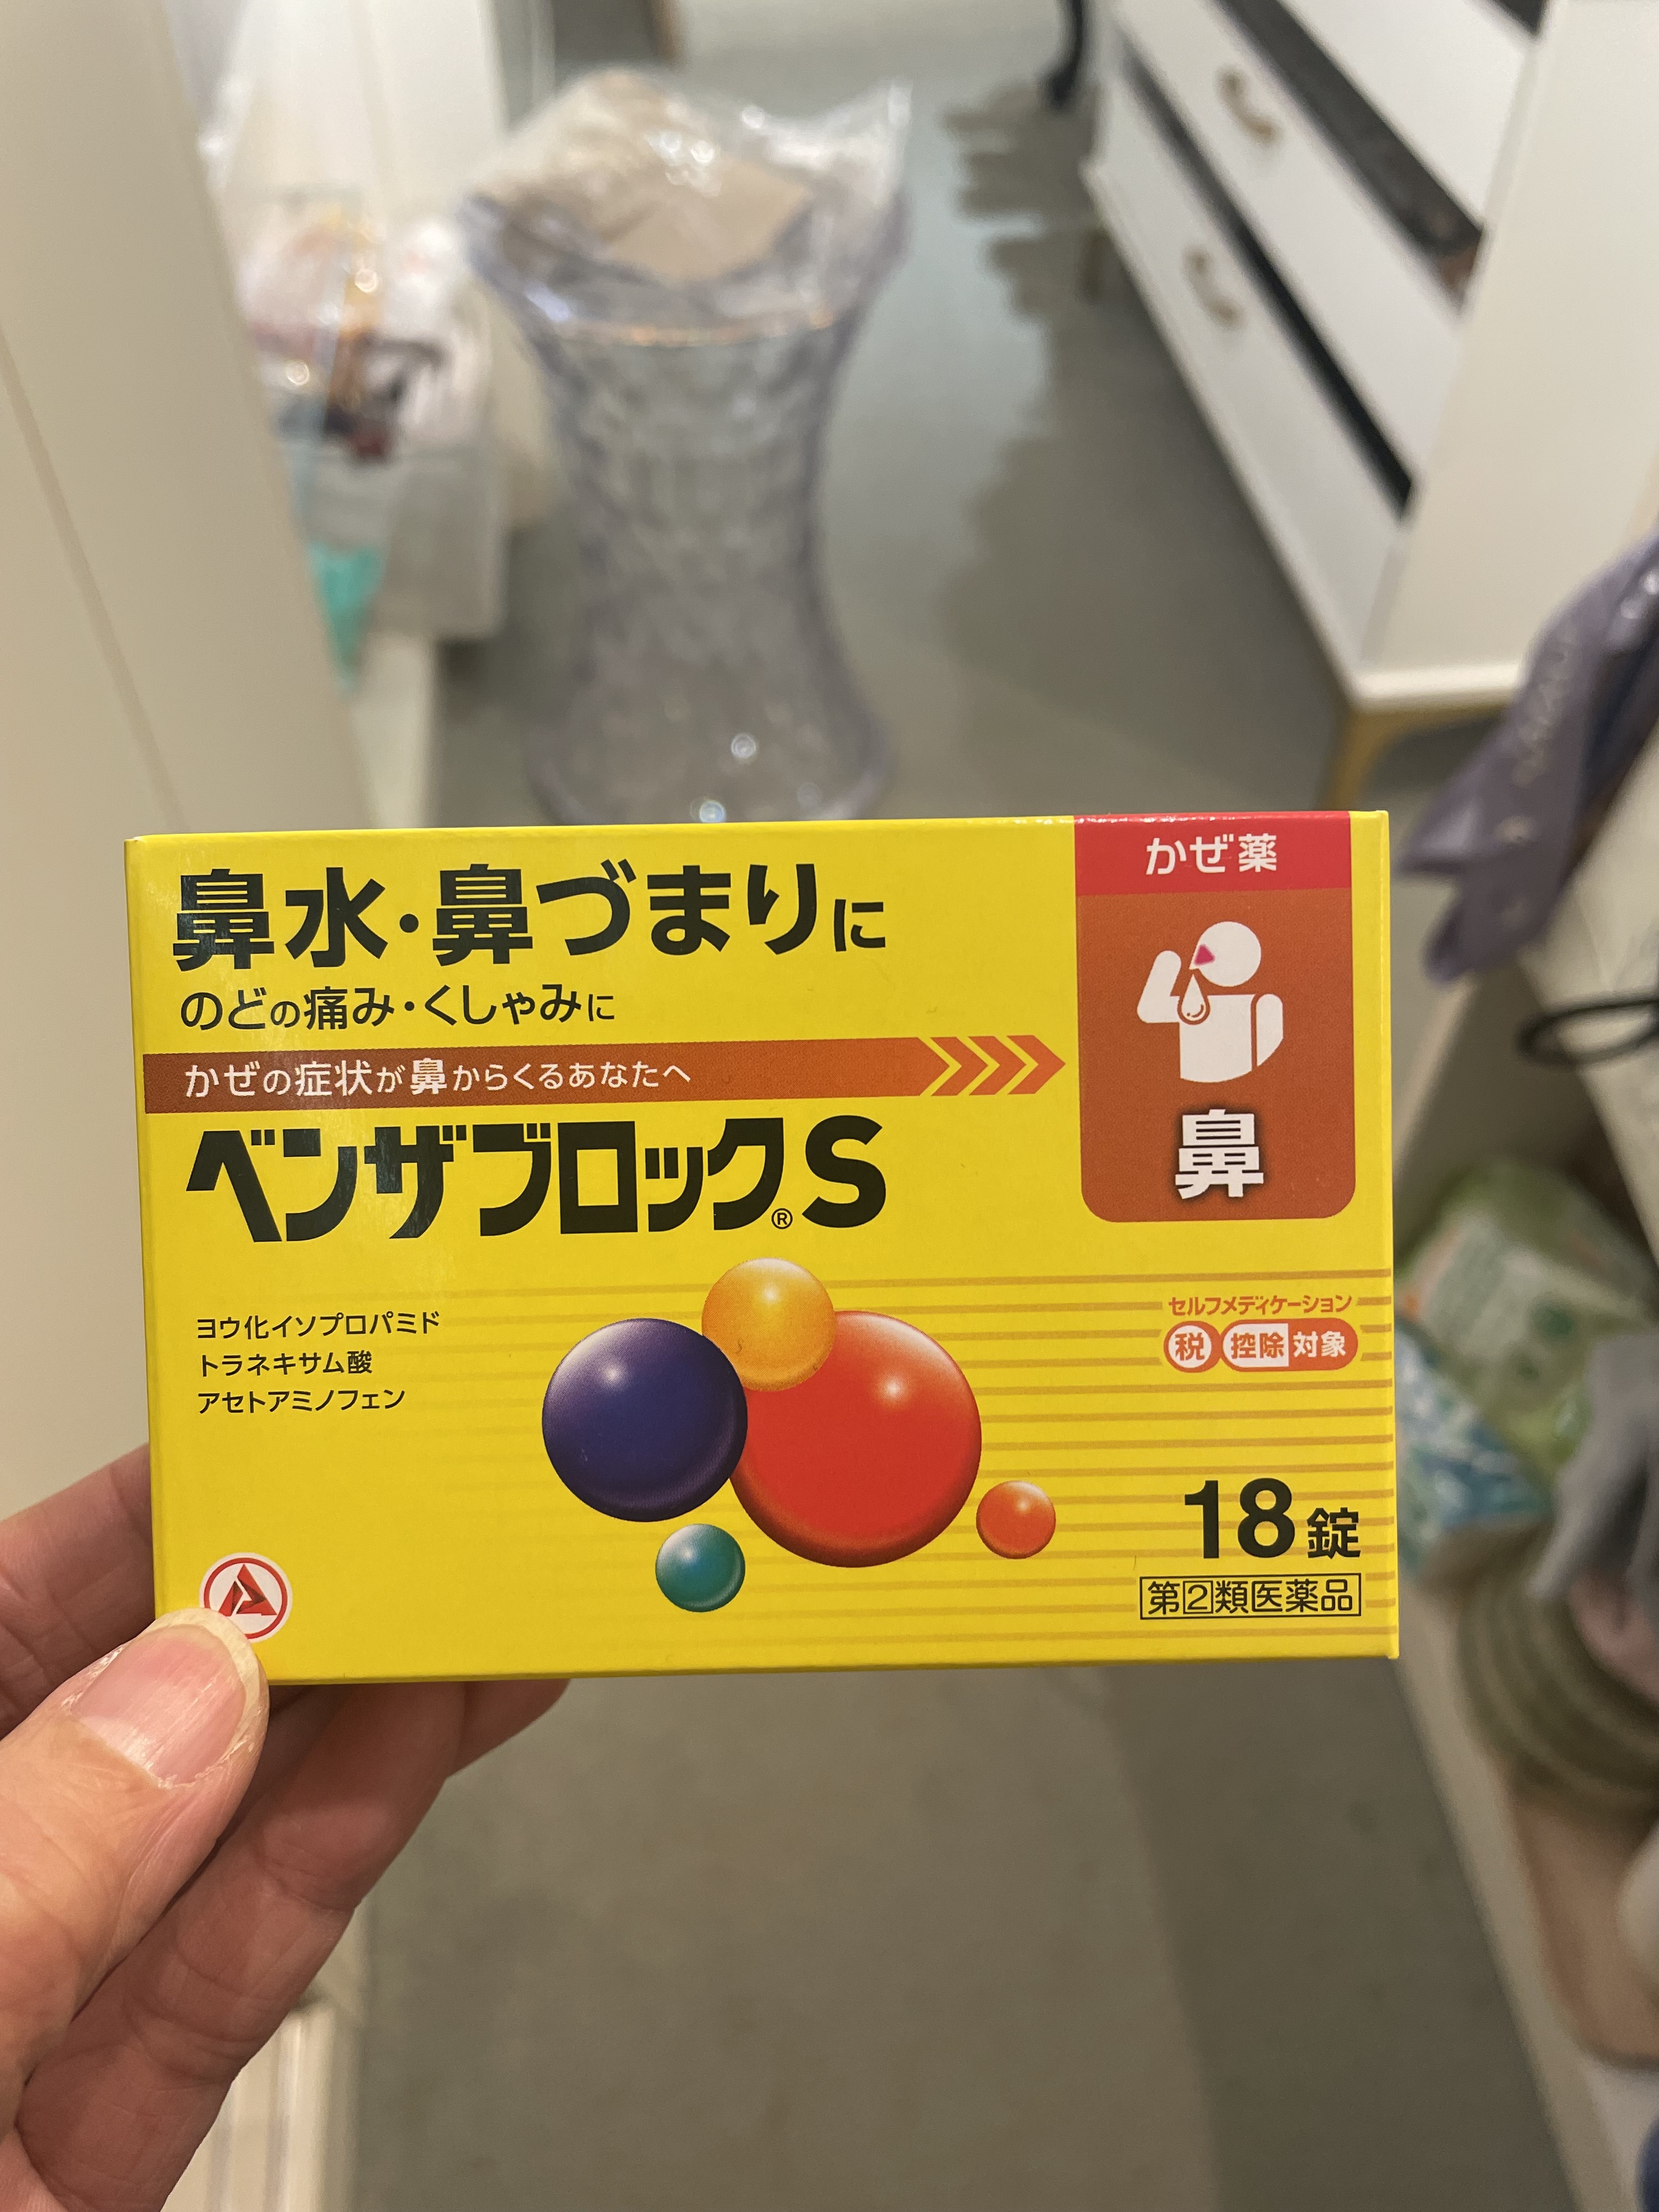 鼻水・鼻づまりに
のどの痛み・くしゃみに
かぜの症状が鼻からくるあなたへ
ベンザブロック®S
かぜ薬
鼻
ヨウ化イソプロパミド
トラネキサム酸
アセトアミノフェン
セルフメディケーション
税 控除 対象
18錠
第②類医薬品